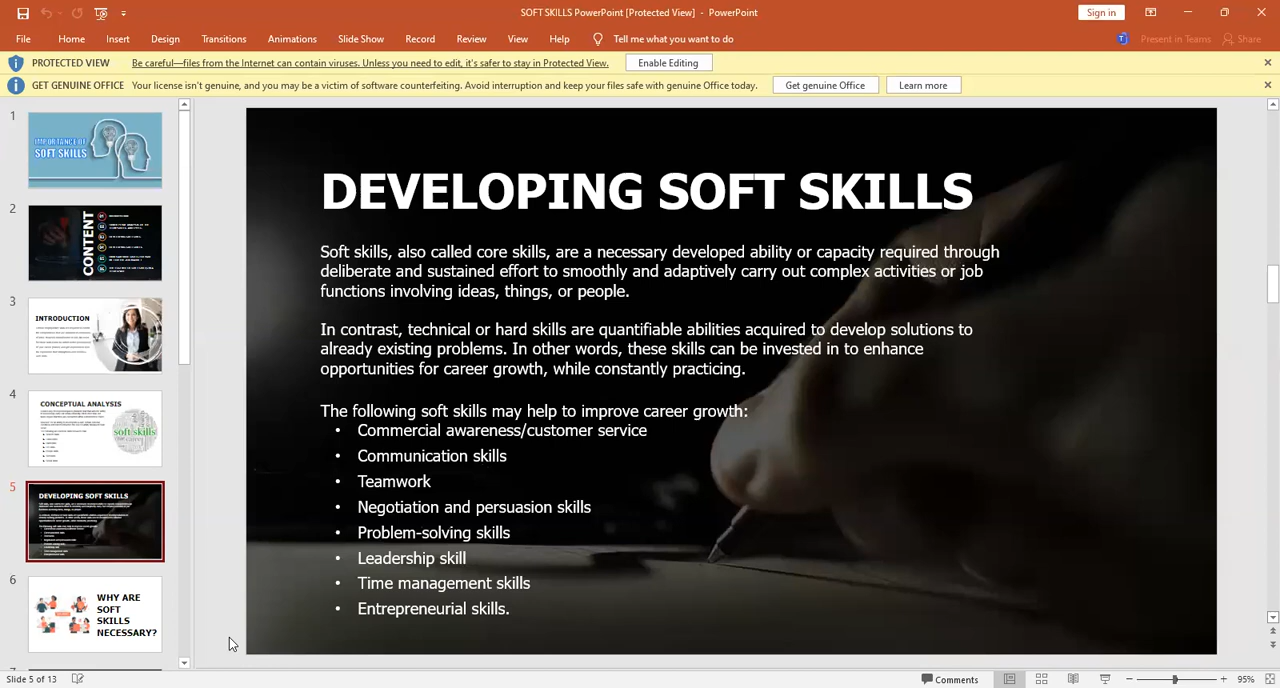 SOFT SKILLS PowerPoint [Protected View] - PowerPoint
Sign in
File Home Insert Design Transitions Animations Slide Show Record Review View Help Tell me what you want to do Present in Teams Share
PROTECTED VIEW Be careful—files from the Internet can contain viruses. Unless you need to edit, it's safer to stay in Protected View. Enable Editing
GET GENUINE OFFICE Your license isn't genuine, and you may be a victim of software counterfeiting. Avoid interruption and keep your files safe with genuine Office today. Get genuine Office Learn more
1
IMPORTANCE OF
SOFT SKILLS
2
CONTENT
3
INTRODUCTION
4
CONCEPTUAL ANALYSIS
soft skills
5
DEVELOPING SOFT SKILLS
6
WHY ARE
SOFT
SKILLS
NECESSARY?
DEVELOPING SOFT SKILLS
Soft skills, also called core skills, are a necessary developed ability or capacity required through
deliberate and sustained effort to smoothly and adaptively carry out complex activities or job
functions involving ideas, things, or people.
In contrast, technical or hard skills are quantifiable abilities acquired to develop solutions to
already existing problems. In other words, these skills can be invested in to enhance
opportunities for career growth, while constantly practicing.
The following soft skills may help to improve career growth:
• Commercial awareness/customer service
• Communication skills
• Teamwork
• Negotiation and persuasion skills
• Problem-solving skills
• Leadership skill
• Time management skills
• Entrepreneurial skills.
Slide 5 of 13
Comments
95%